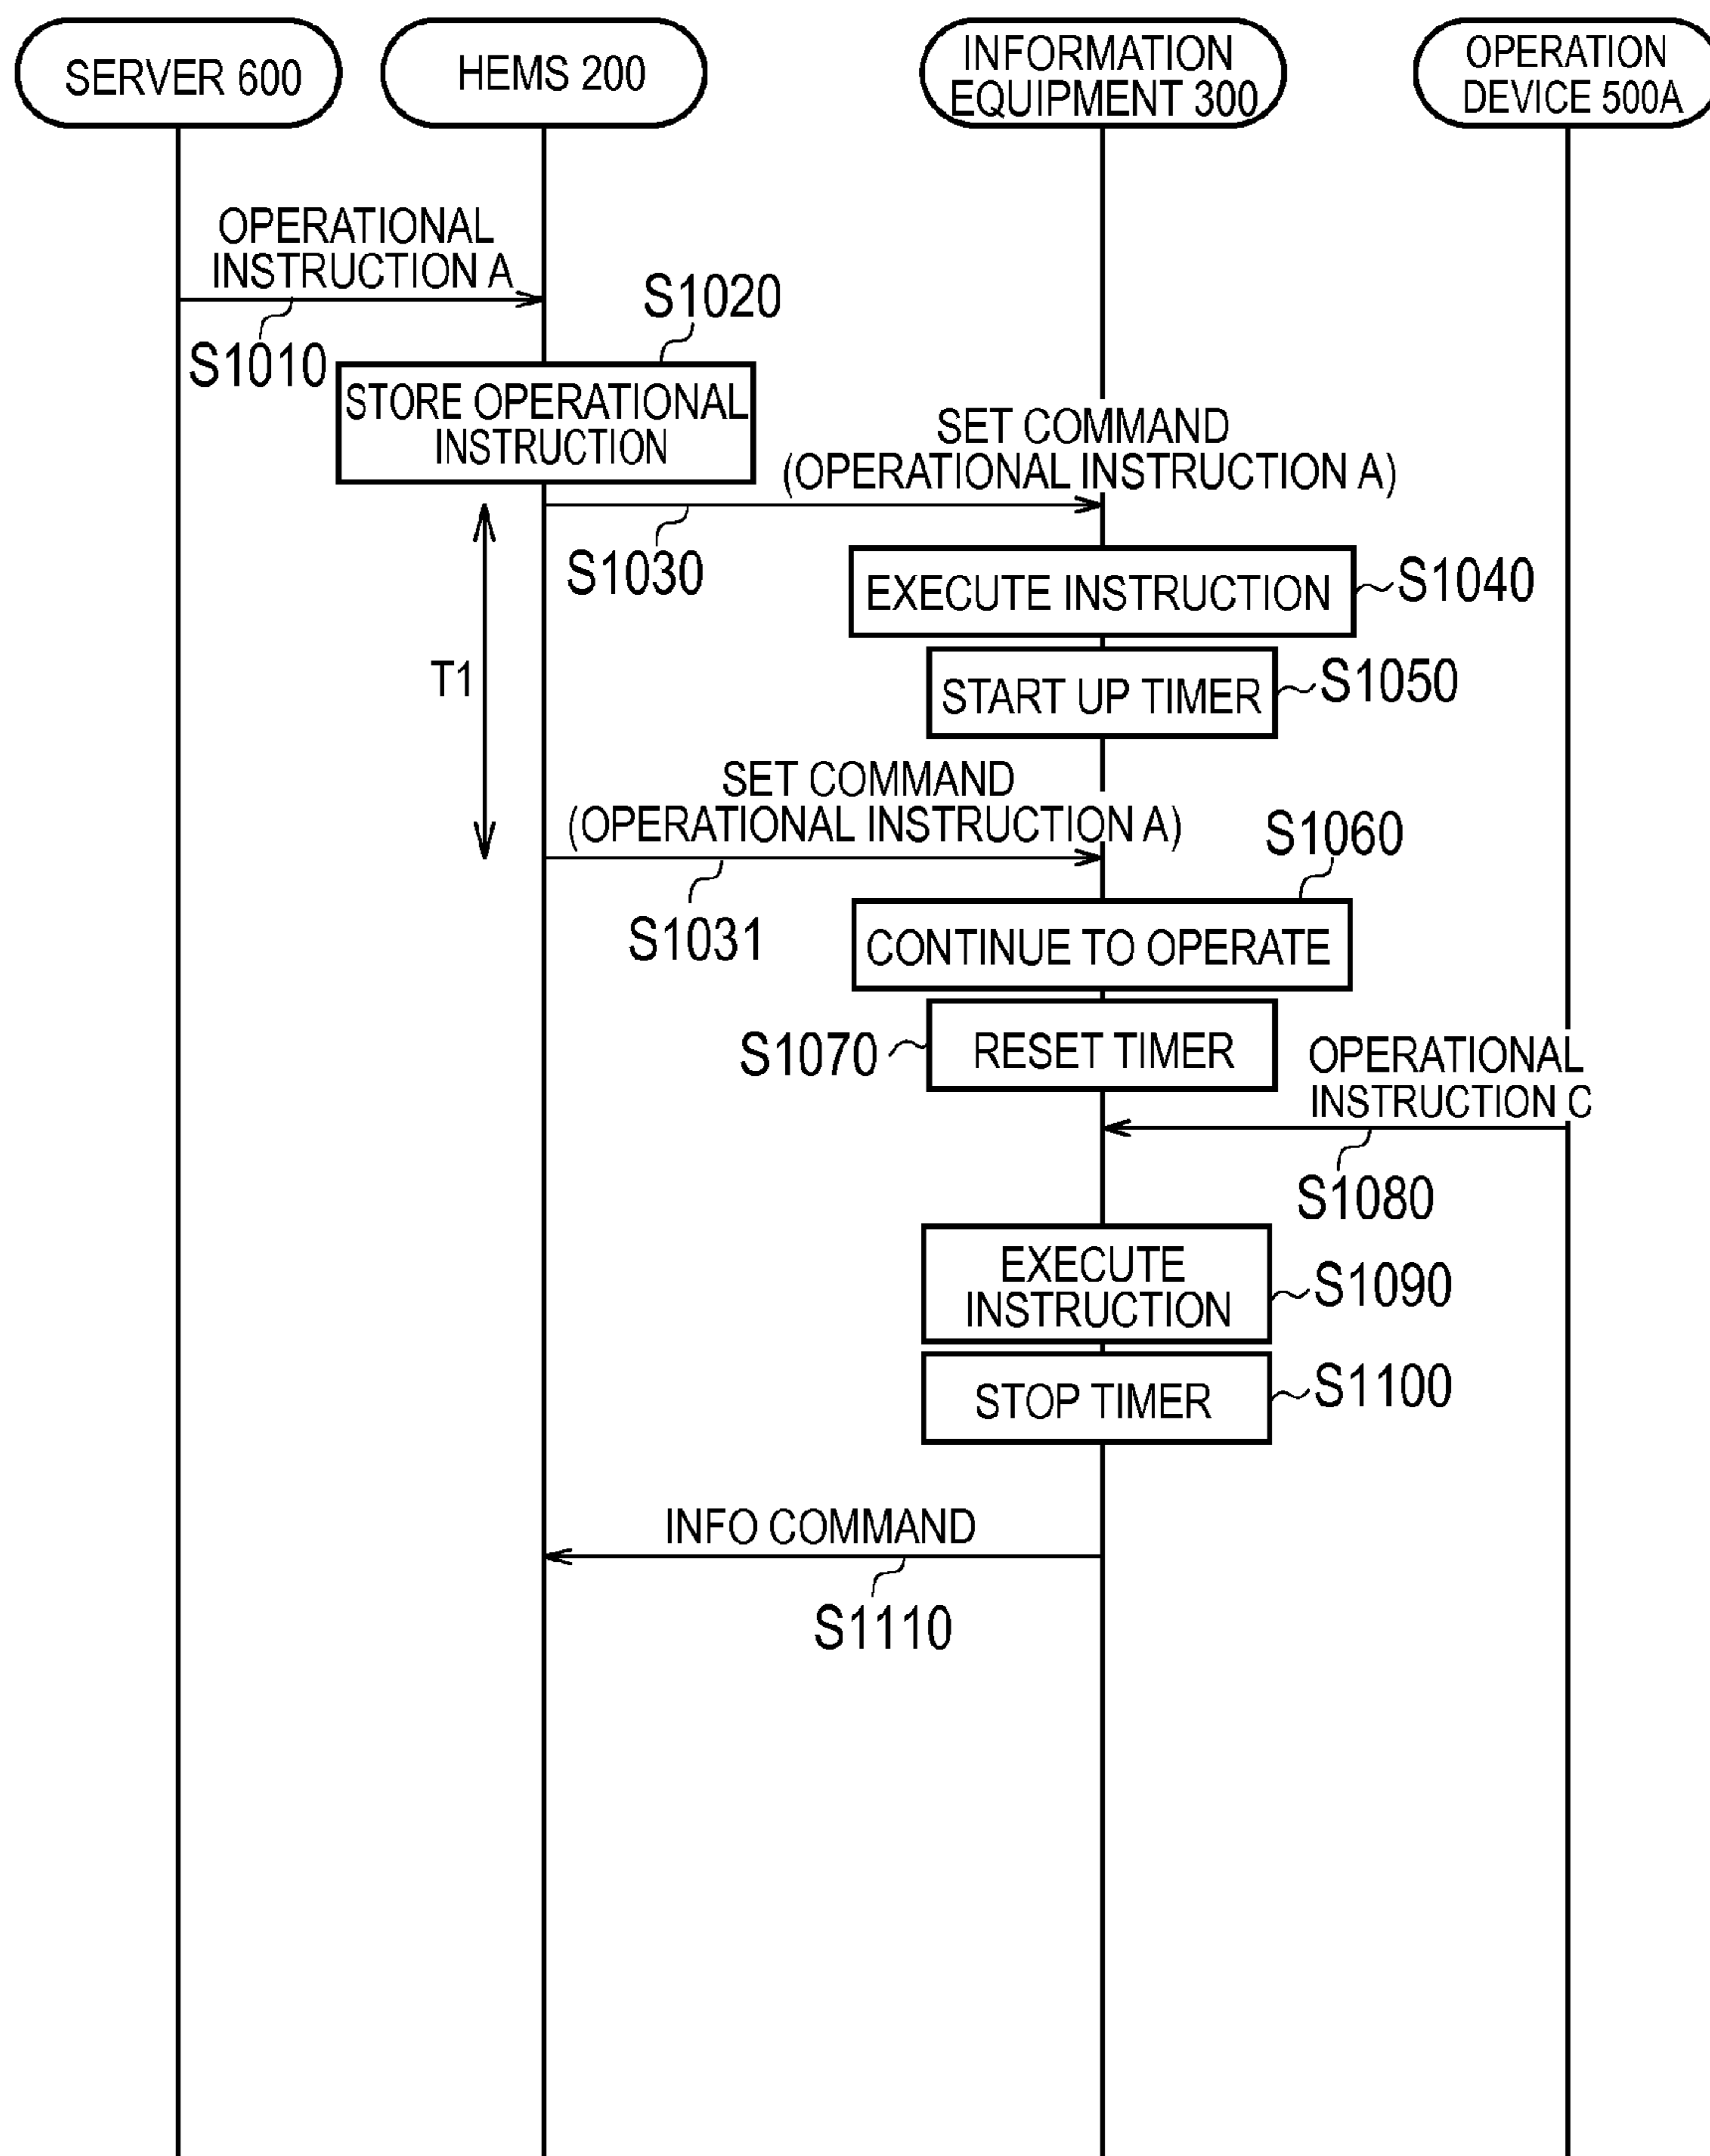 SERVER 600
HEMS 200
INFORMATION
EQUIPMENT 300
OPERATION
DEVICE 500A
OPERATIONAL
INSTRUCTION A
S1010
S1020
STORE OPERATIONAL
INSTRUCTION
SET COMMAND
(OPERATIONAL INSTRUCTION A)
S1030
EXECUTE INSTRUCTION
S1040
T1
START UP TIMER
S1050
SET COMMAND
(OPERATIONAL INSTRUCTION A)
S1031
S1060
CONTINUE TO OPERATE
S1070
RESET TIMER
OPERATIONAL
INSTRUCTION C
S1080
EXECUTE
INSTRUCTION
S1090
STOP TIMER
S1100
INFO COMMAND
S1110